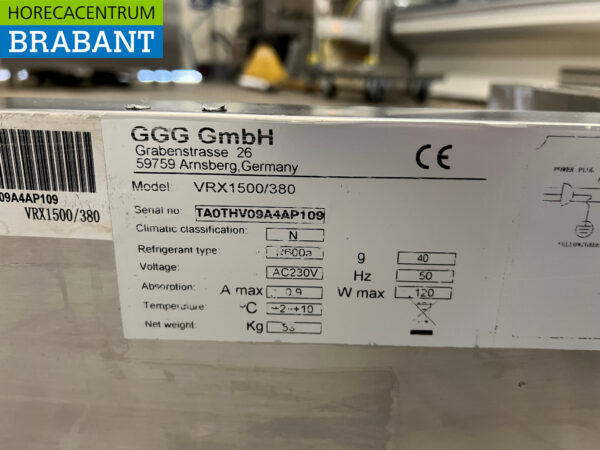 HORECACENTRUM
BRABANT
09A4AP109
VRX1500/380
GGG GmbH
Grabenstrasse 26
59759 Arnsberg,Germany
CE
Model: VRX1500/380
Serial no: TA0THV09A4AP109
Climatic classification: N
Refrigerant type: R600a g 40
Voltage: AC230V Hz 50
Absorption: A max 0.9 W max 120
Temperature: °C +2~+10
Net weight: Kg
POWER PLUG
YELLOW/GREEN